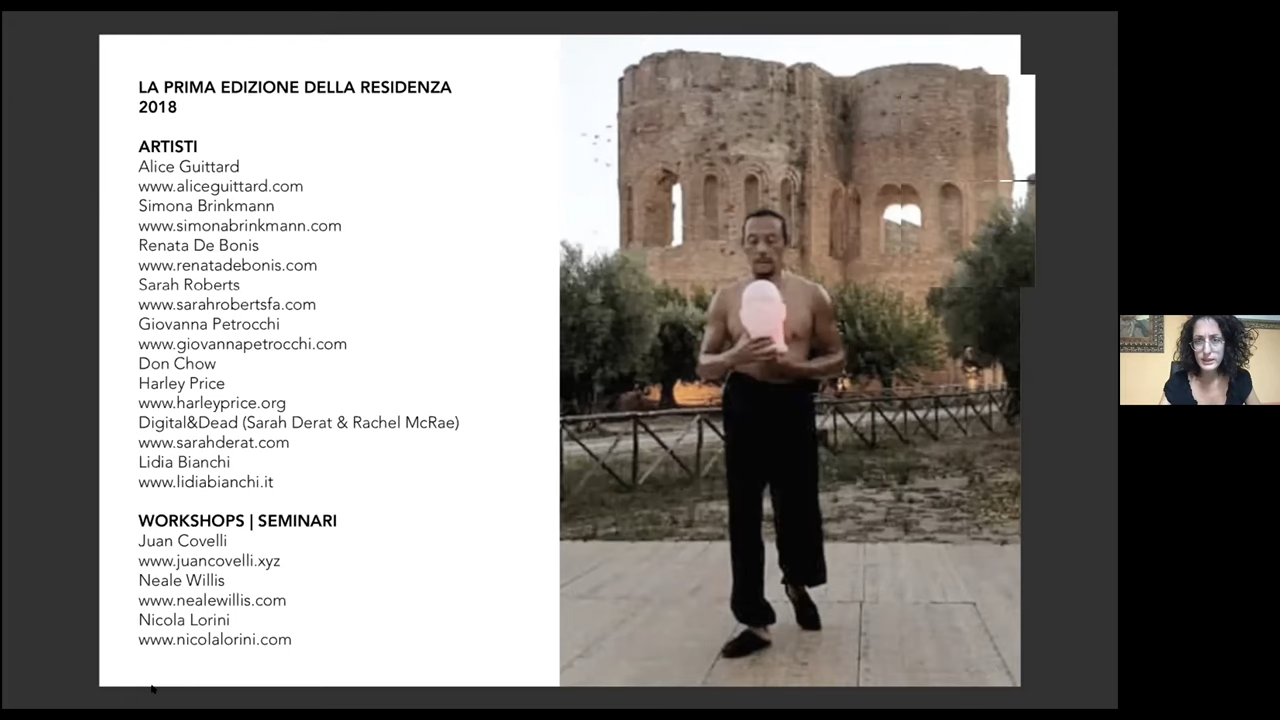 LA PRIMA EDIZIONE DELLA RESIDENZA
2018
ARTISTI
Alice Guittard
www.aliceguittard.com
Simona Brinkmann
www.simonabrinkmann.com
Renata De Bonis
www.renatadebonis.com
Sarah Roberts
www.sarahrobertsfa.com
Giovanna Petrocchi
www.giovannapetrocchi.com
Don Chow
Harley Price
www.harleyprice.org
Digital&Dead (Sarah Derat & Rachel McRae)
www.sarahderat.com
Lidia Bianchi
www.lidiabianchi.it
WORKSHOPS | SEMINARI
Juan Covelli
www.juancovelli.xyz
Neale Willis
www.nealewillis.com
Nicola Lorini
www.nicolalorini.com